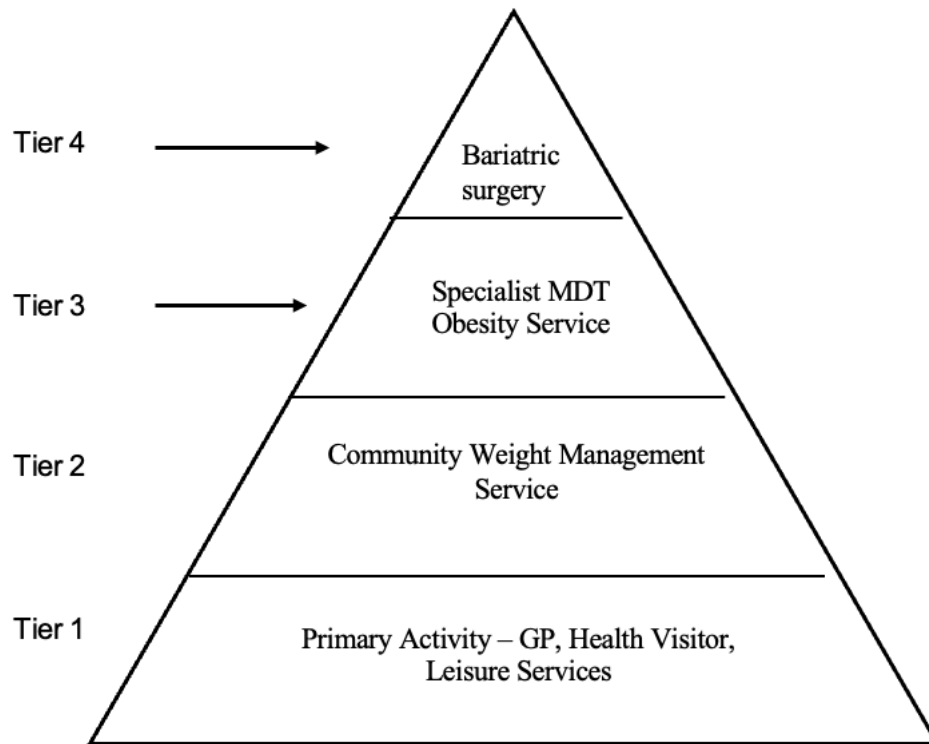 Tier 4
Bariatric
surgery
Tier 3
Specialist MDT
Obesity Service
Tier 2
Community Weight Management
Service
Tier 1
Primary Activity – GP, Health Visitor,
Leisure Services